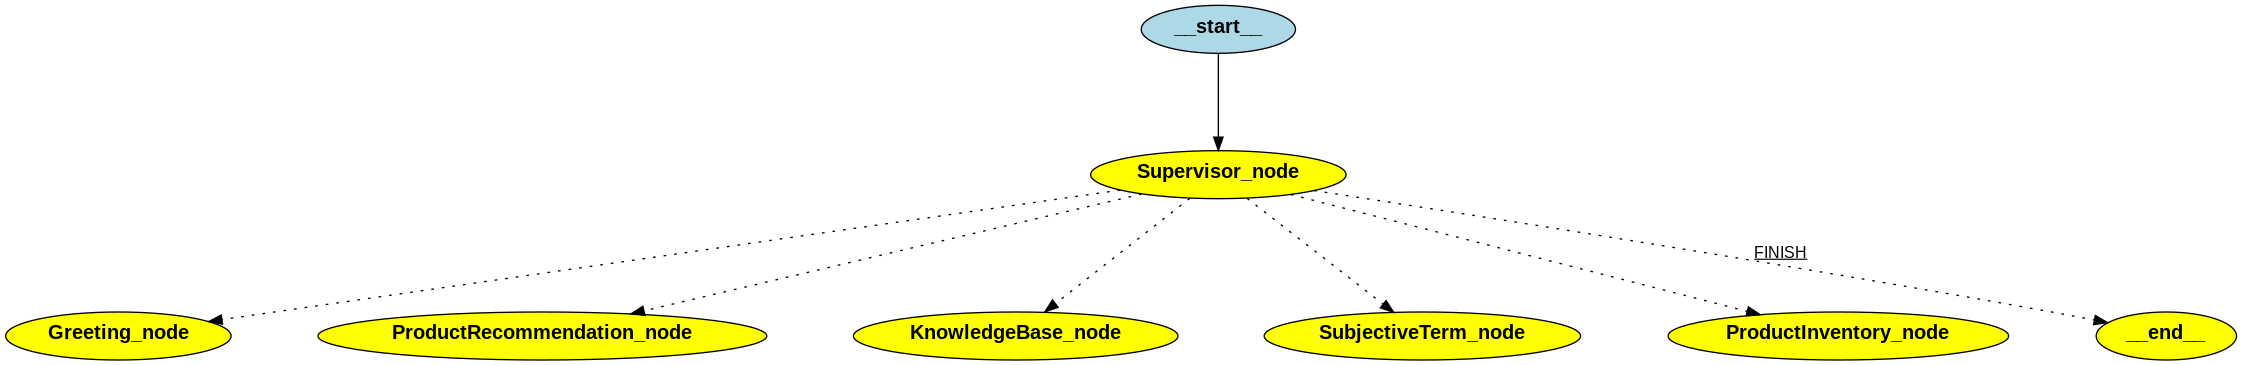 __start__
Supervisor_node
FINISH
Greeting_node
ProductRecommendation_node
KnowledgeBase_node
SubjectiveTerm_node
ProductInventory_node
__end__